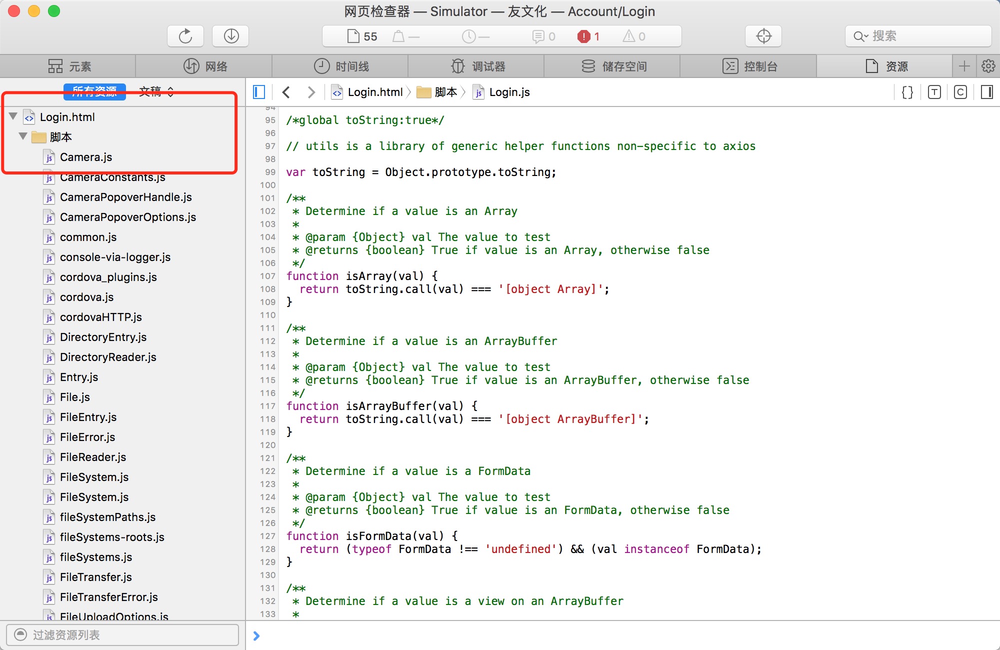 网页检查器 — Simulator — 友文化 — Account/Login
55 — — 0 1 0 搜索
元素 网络 时间线 调试器 储存空间 控制台 资源
所有资源 文稿
Login.html 脚本 Login.js
Login.html
脚本
Camera.js
CameraConstants.js
CameraPopoverHandle.js
CameraPopoverOptions.js
common.js
console-via-logger.js
cordova_plugins.js
cordova.js
cordovaHTTP.js
DirectoryEntry.js
DirectoryReader.js
Entry.js
File.js
FileEntry.js
FileError.js
FileReader.js
FileSystem.js
FileSystem.js
fileSystemPaths.js
fileSystems-roots.js
fileSystems.js
FileTransfer.js
FileTransferError.js
FileUploadOptions.js
过滤资源列表
94
95 /*global toString:true*/
96
97 // utils is a library of generic helper functions non-specific to axios
98
99 var toString = Object.prototype.toString;
100
101 /**
102 * Determine if a value is an Array
103 *
104 * @param {Object} val The value to test
105 * @returns {boolean} True if value is an Array, otherwise false
106 */
107 function isArray(val) {
108 return toString.call(val) === '[object Array]';
109 }
110
111 /**
112 * Determine if a value is an ArrayBuffer
113 *
114 * @param {Object} val The value to test
115 * @returns {boolean} True if value is an ArrayBuffer, otherwise false
116 */
117 function isArrayBuffer(val) {
118 return toString.call(val) === '[object ArrayBuffer]';
119 }
120
121 /**
122 * Determine if a value is a FormData
123 *
124 * @param {Object} val The value to test
125 * @returns {boolean} True if value is an FormData, otherwise false
126 */
127 function isFormData(val) {
128 return (typeof FormData !== 'undefined') && (val instanceof FormData);
129 }
130
131 /**
132 * Determine if a value is a view on an ArrayBuffer
133 *